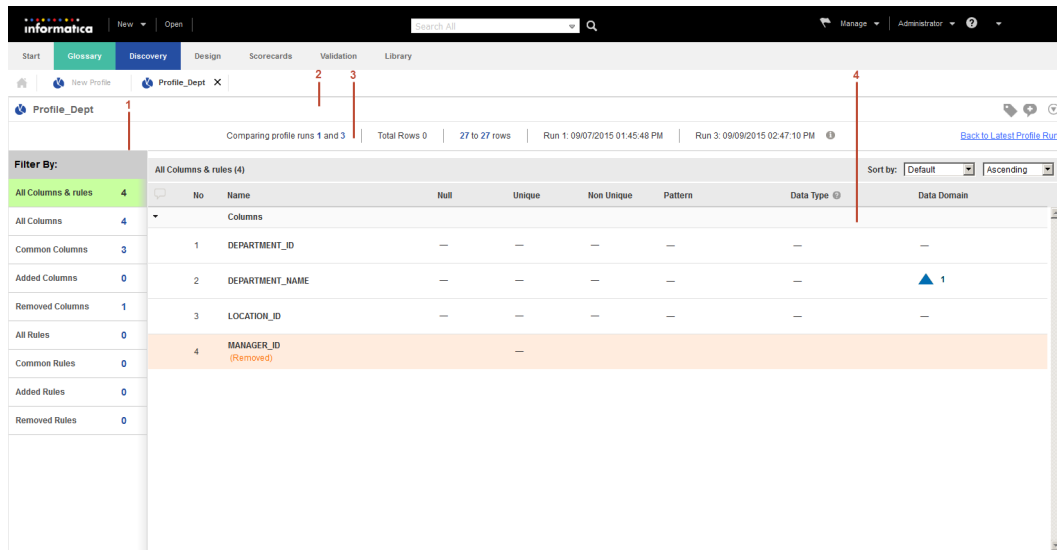 informatica New Open Search All Manage Administrator ?
Start Glossary Discovery Design Scorecards Validation Library
New Profile Profile_Dept X
2 3 4
1
Profile_Dept
Comparing profile runs 1 and 3 Total Rows 0 27 to 27 rows Run 1: 09/07/2015 01:45:48 PM Run 3: 09/09/2015 02:47:10 PM Back to Latest Profile Run
Filter By:
All Columns & rules (4) Sort by: Default Ascending
All Columns & rules 4
No Name Null Unique Non Unique Pattern Data Type ? Data Domain
All Columns 4
Columns
Common Columns 3
1 DEPARTMENT_ID — — — — — —
Added Columns 0
2 DEPARTMENT_NAME — — — — — 1
Removed Columns 1
3 LOCATION_ID — — — — — —
All Rules 0
4 MANAGER_ID —
(Removed)
Common Rules 0
Added Rules 0
Removed Rules 0